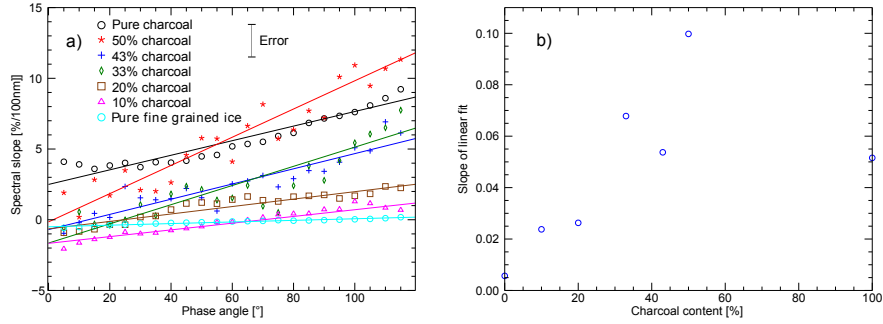 a)
Pure charcoal
50% charcoal
43% charcoal
33% charcoal
20% charcoal
10% charcoal
Pure fine grained ice
Error
15
10
5
0
−5
Spectral slope [%/100nm]]
0
20
40
60
80
100
Phase angle [°]
b)
0.10
0.08
0.06
0.04
0.02
0.00
Slope of linear fit
0
20
40
60
80
100
Charcoal content [%]